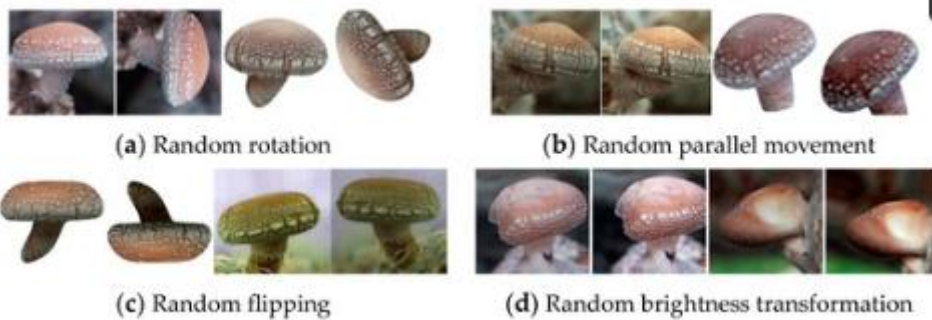 (a) Random rotation
(b) Random parallel movement
(c) Random flipping
(d) Random brightness transformation